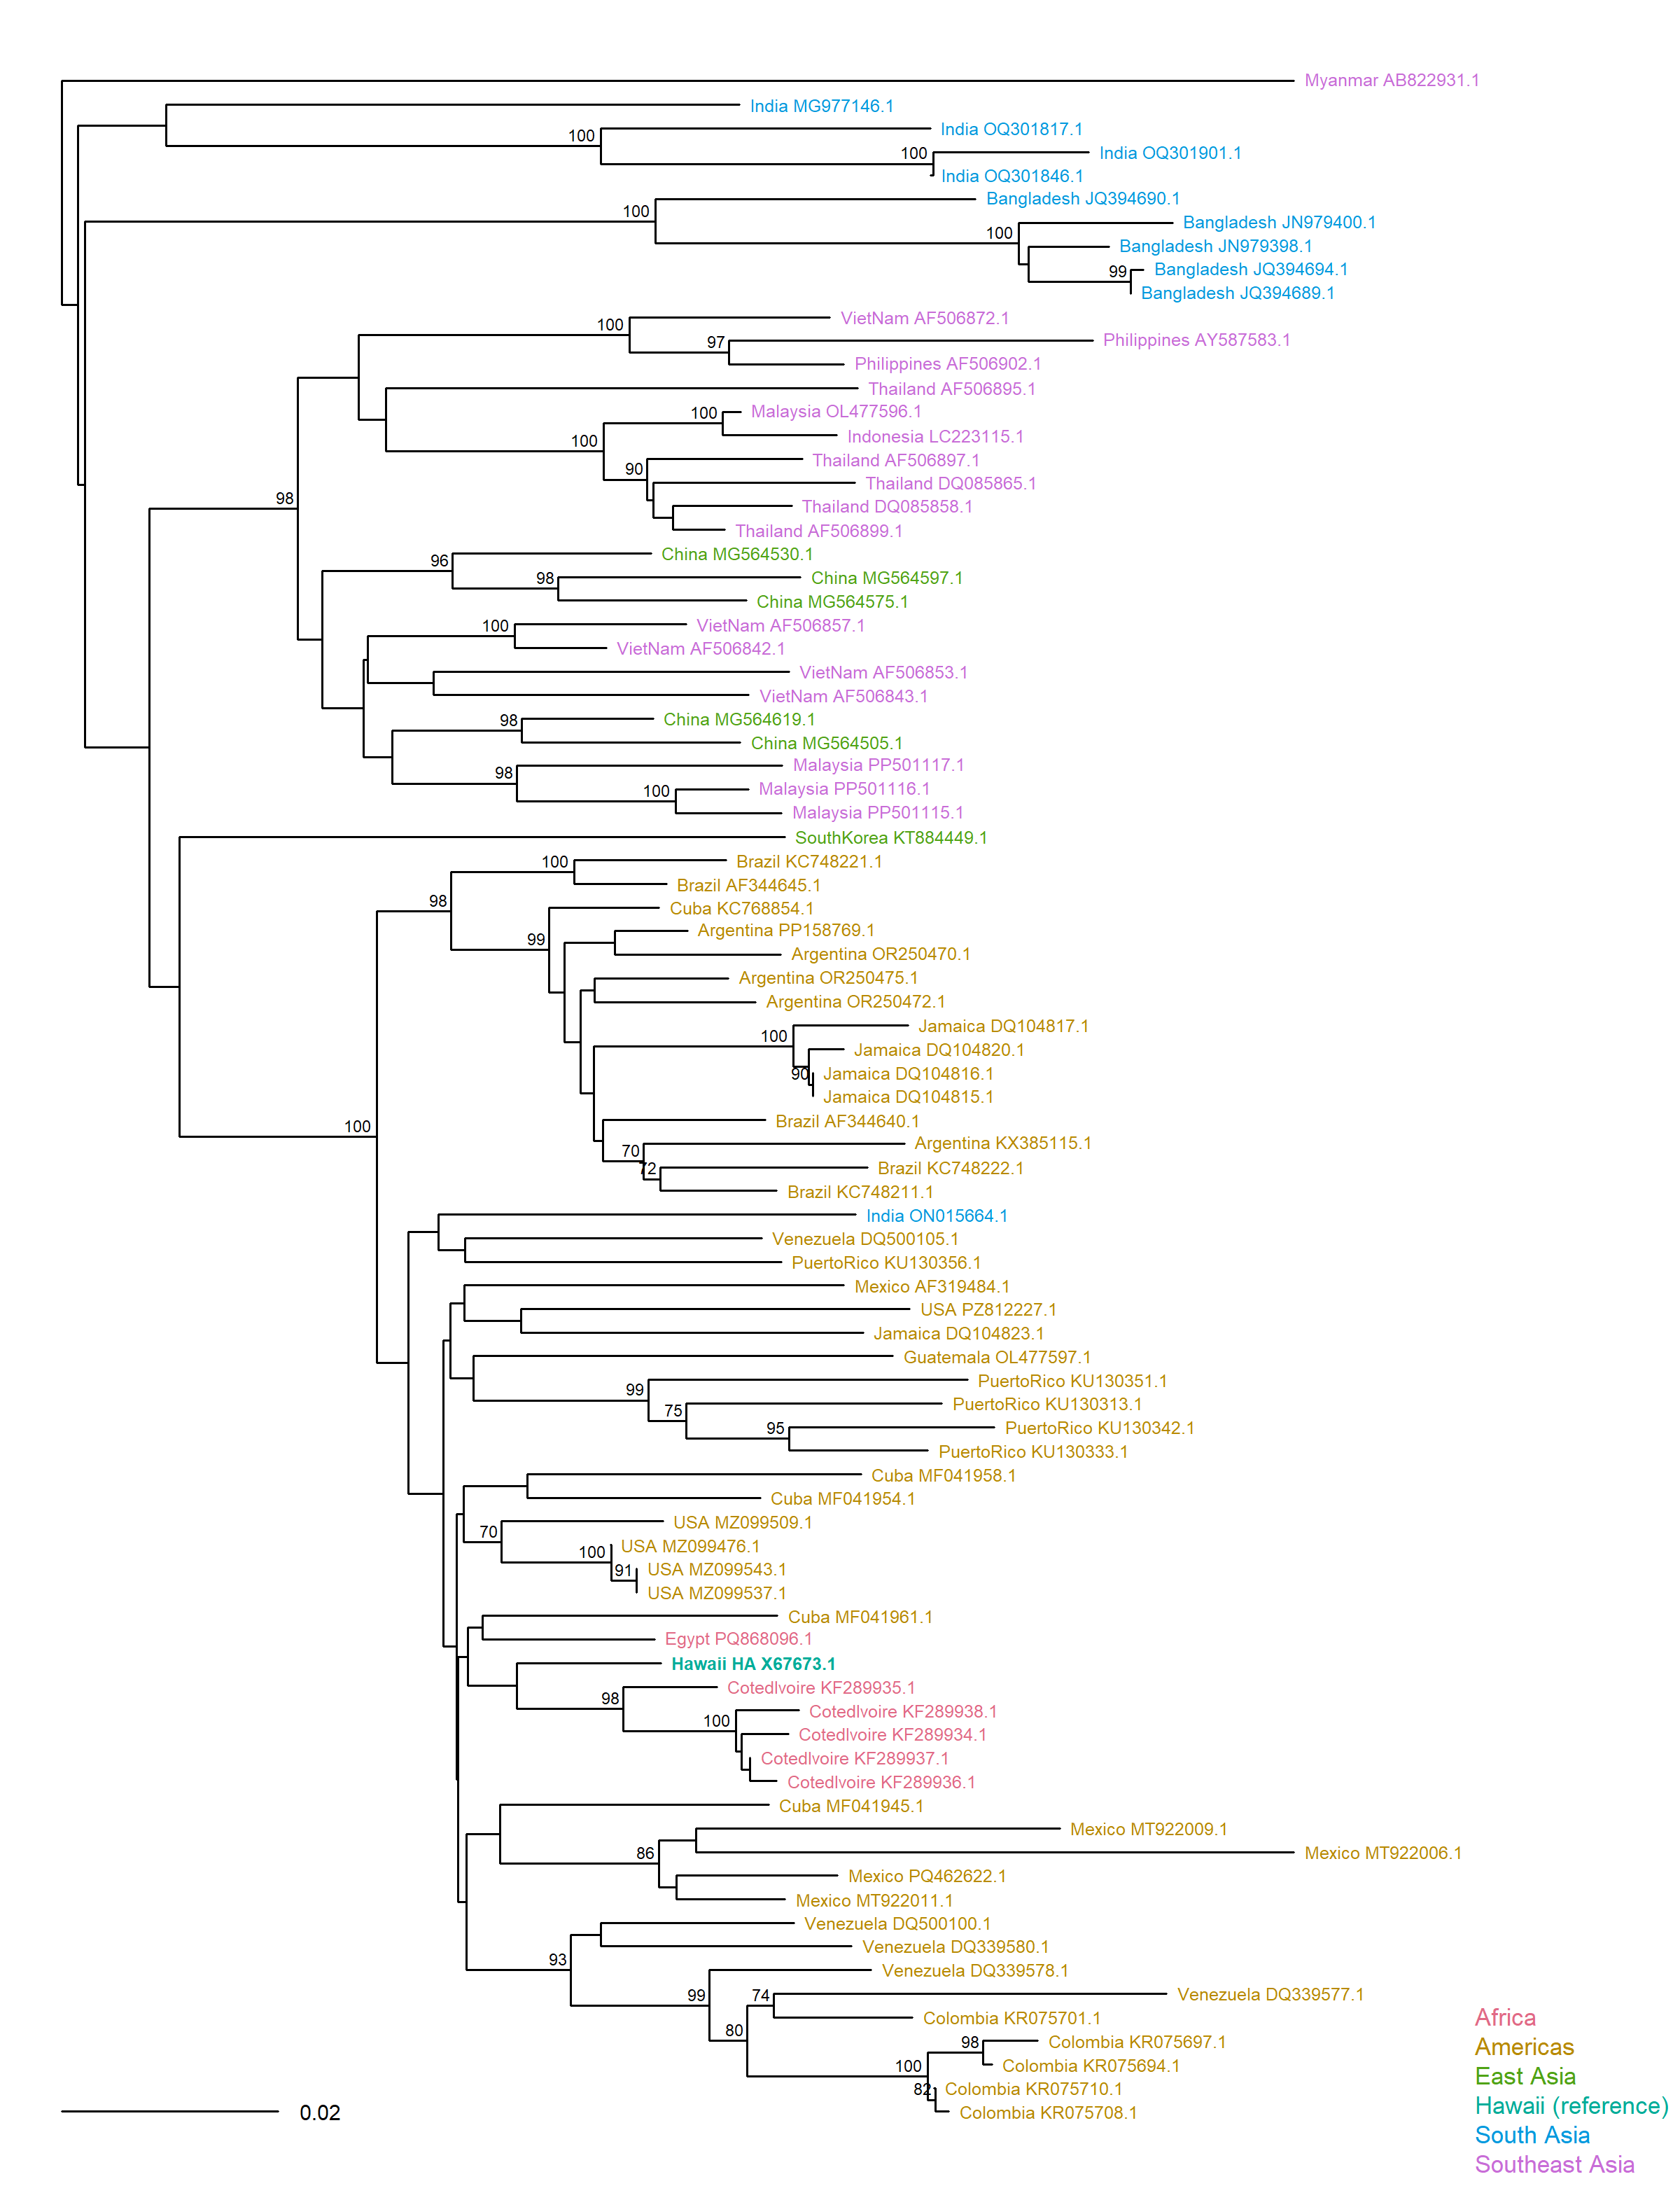 Myanmar AB822931.1
India MG977146.1
100
India OQ301817.1
100
India OQ301901.1
India OQ301846.1
100
Bangladesh JQ394690.1
100
Bangladesh JN979400.1
Bangladesh JN979398.1
99
Bangladesh JQ394694.1
Bangladesh JQ394689.1
100
VietNam AF506872.1
97
Philippines AY587583.1
Philippines AF506902.1
Thailand AF506895.1
100
Malaysia OL477596.1
100
Indonesia LC223115.1
90
Thailand AF506897.1
Thailand DQ085865.1
98
Thailand DQ085858.1
Thailand AF506899.1
96
China MG564530.1
98
China MG564597.1
China MG564575.1
100
VietNam AF506857.1
VietNam AF506842.1
VietNam AF506853.1
VietNam AF506843.1
98
China MG564619.1
China MG564505.1
98
Malaysia PP501117.1
100
Malaysia PP501116.1
Malaysia PP501115.1
SouthKorea KT884449.1
100
Brazil KC748221.1
Brazil AF344645.1
98
Cuba KC768854.1
99
Argentina PP158769.1
Argentina OR250470.1
Argentina OR250475.1
Argentina OR250472.1
100
Jamaica DQ104817.1
Jamaica DQ104820.1
90
Jamaica DQ104816.1
Jamaica DQ104815.1
100
Brazil AF344640.1
70
Argentina KX385115.1
72
Brazil KC748222.1
Brazil KC748211.1
India ON015664.1
Venezuela DQ500105.1
PuertoRico KU130356.1
Mexico AF319484.1
USA PZ812227.1
Jamaica DQ104823.1
Guatemala OL477597.1
99
PuertoRico KU130351.1
75
PuertoRico KU130313.1
95
PuertoRico KU130342.1
PuertoRico KU130333.1
Cuba MF041958.1
Cuba MF041954.1
70
USA MZ099509.1
100
USA MZ099476.1
91
USA MZ099543.1
USA MZ099537.1
Cuba MF041961.1
Egypt PQ868096.1
Hawaii HA X67673.1
98
CotedIvoire KF289935.1
100
CotedIvoire KF289938.1
CotedIvoire KF289934.1
CotedIvoire KF289937.1
CotedIvoire KF289936.1
Cuba MF041945.1
Mexico MT922009.1
86
Mexico MT922006.1
Mexico PQ462622.1
Mexico MT922011.1
Venezuela DQ500100.1
93
Venezuela DQ339580.1
Venezuela DQ339578.1
99
74
Venezuela DQ339577.1
Colombia KR075701.1
80
98
Colombia KR075697.1
100
Colombia KR075694.1
82
Colombia KR075710.1
Colombia KR075708.1
0.02
Africa
Americas
East Asia
Hawaii (reference)
South Asia
Southeast Asia